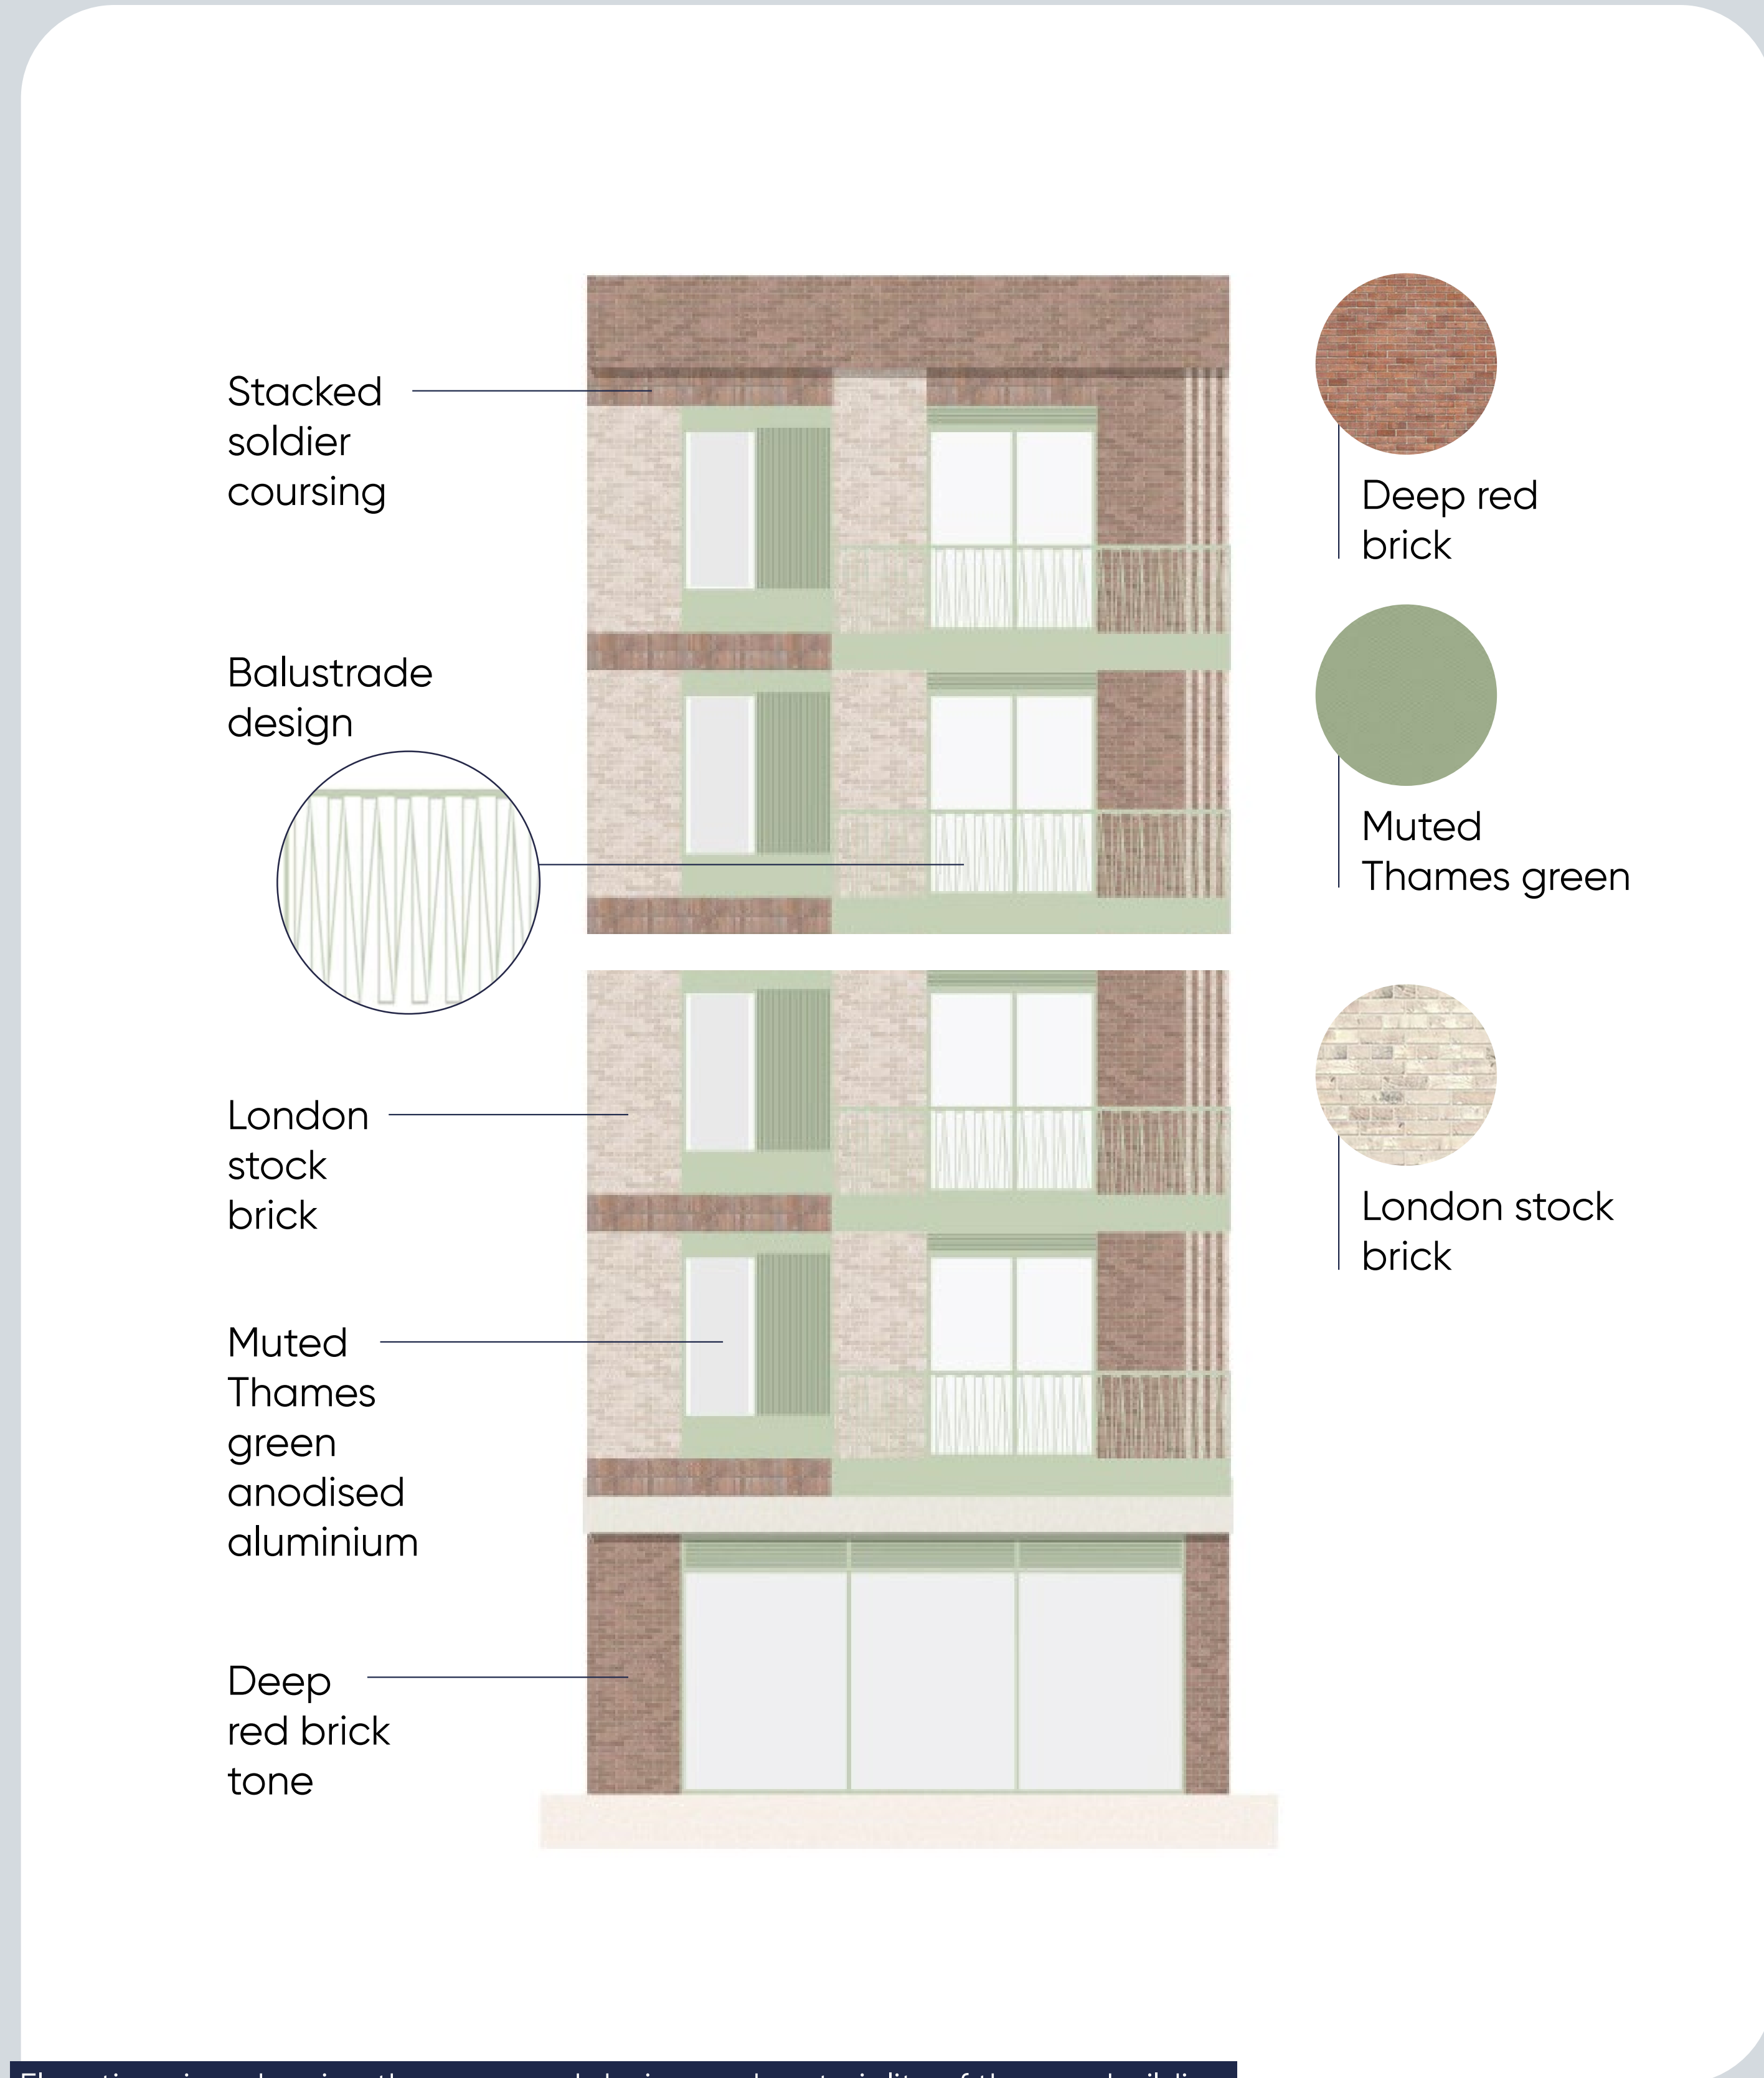 Stacked
soldier
coursing
Balustrade
design
London
stock
brick
Muted
Thames
green
anodised
aluminium
Deep
red brick
tone
Deep red
brick
Muted
Thames green
London stock
brick